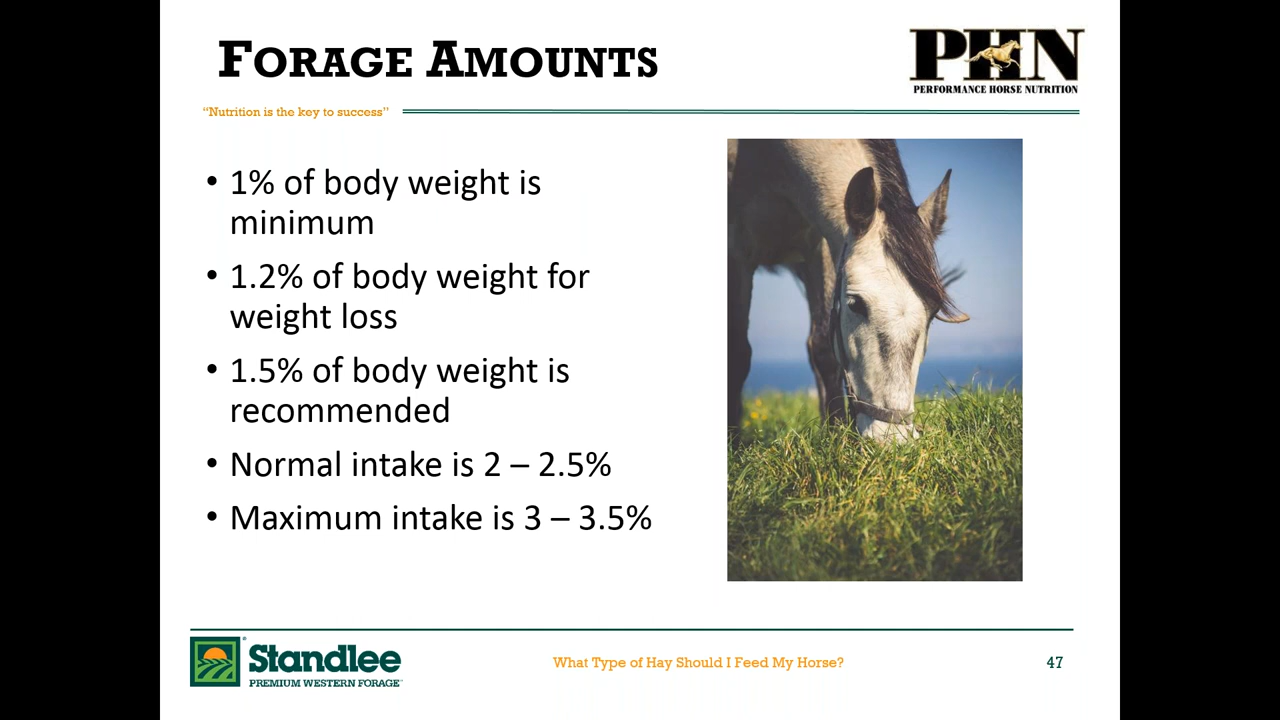 FORAGE AMOUNTS
PHN
PERFORMANCE HORSE NUTRITION
“Nutrition is the key to success”
• 1% of body weight is
minimum
• 1.2% of body weight for
weight loss
• 1.5% of body weight is
recommended
• Normal intake is 2 – 2.5%
• Maximum intake is 3 – 3.5%
Standlee®
PREMIUM WESTERN FORAGE™
What Type of Hay Should I Feed My Horse?
47